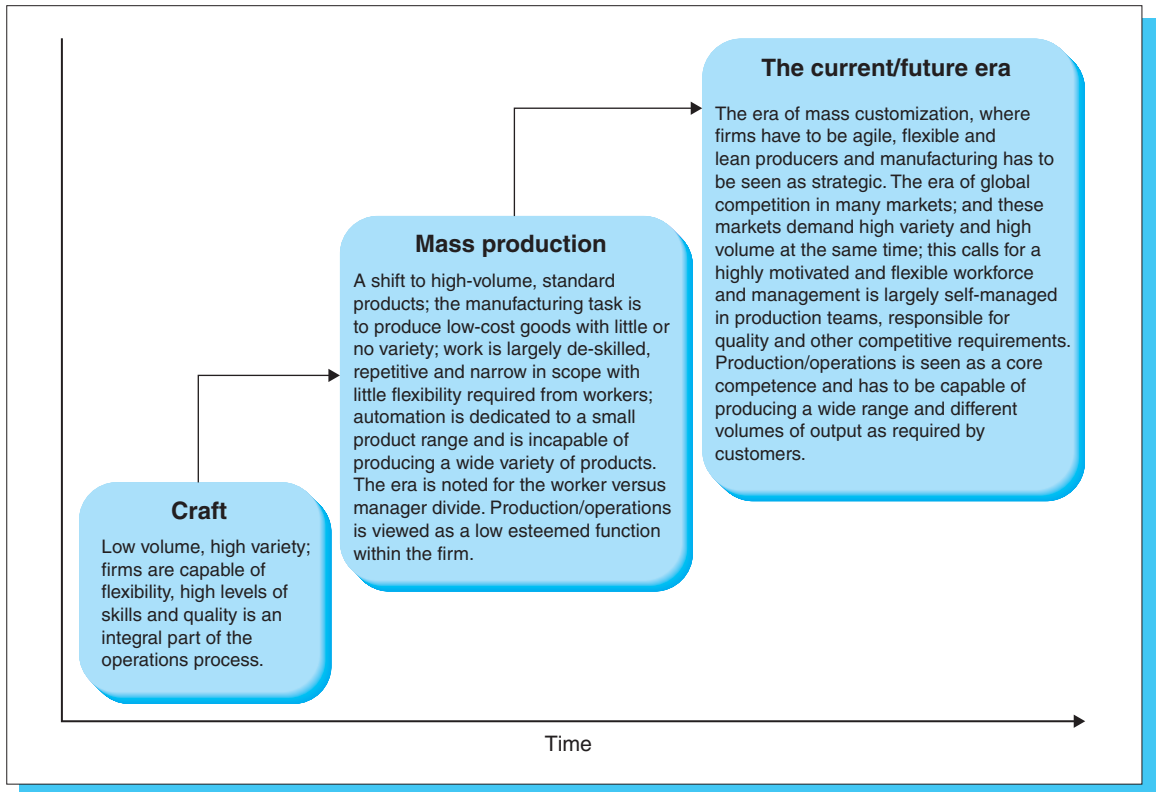 Craft
Low volume, high variety;
firms are capable of
flexibility, high levels of
skills and quality is an
integral part of the
operations process.
Mass production
A shift to high-volume, standard
products; the manufacturing task is
to produce low-cost goods with little or
no variety; work is largely de-skilled,
repetitive and narrow in scope with
little flexibility required from workers;
automation is dedicated to a small
product range and is incapable of
producing a wide variety of products.
The era is noted for the worker versus
manager divide. Production/operations
is viewed as a low esteemed function
within the firm.
The current/future era
The era of mass customization, where
firms have to be agile, flexible and
lean producers and manufacturing has to
be seen as strategic. The era of global
competition in many markets; and these
markets demand high variety and high
volume at the same time; this calls for a
highly motivated and flexible workforce
and management is largely self-managed
in production teams, responsible for
quality and other competitive requirements.
Production/operations is seen as a core
competence and has to be capable of
producing a wide range and different
volumes of output as required by
customers.
Time